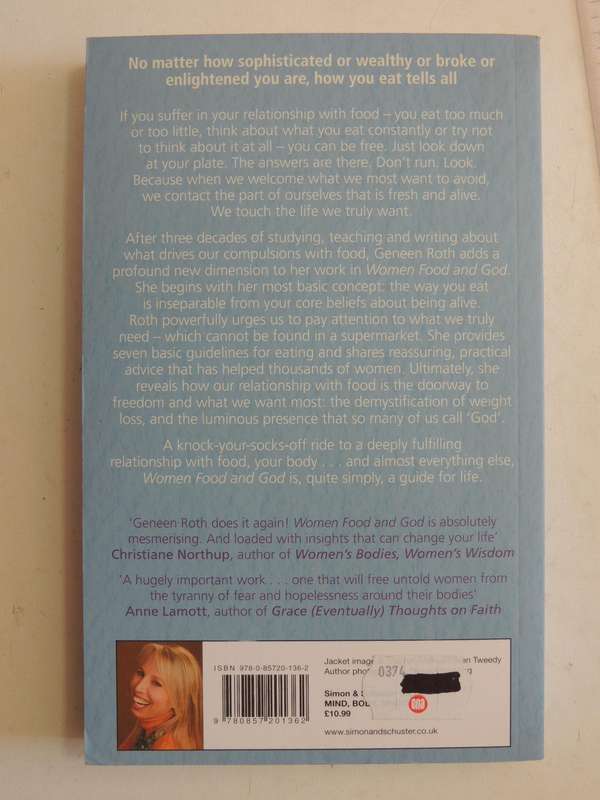 No matter how sophisticated or wealthy or broke or
enlightened you are, how you eat tells all
If you suffer in your relationship with food – you eat too much
or too little, think about what you eat constantly or try not
to think about it at all – you can be free. Just look down
at your plate. The answers are there. Don't run. Look.
Because when we welcome what we most want to avoid,
we contact the part of ourselves that is fresh and alive.
We touch the life we truly want.
After three decades of studying, teaching and writing about
what drives our compulsions with food, Geneen Roth adds a
profound new dimension to her work in Women Food and God.
She begins with her most basic concept: the way you eat
is inseparable from your core beliefs about being alive.
Roth powerfully urges us to pay attention to what we truly
need – which cannot be found in a supermarket. She provides
seven basic guidelines for eating and shares reassuring, practical
advice that has helped thousands of women. Ultimately, she
reveals how our relationship with food is the doorway to
freedom and what we want most: the demystification of weight
loss, and the luminous presence that so many of us call 'God'.
A knock-your-socks-off ride to a deeply fulfilling
relationship with food, your body . . . and almost everything else,
Women Food and God is, quite simply, a guide for life.
'Geneen Roth does it again! Women Food and God is absolutely
mesmerising. And loaded with insights that can change your life'
Christiane Northup, author of Women's Bodies, Women's Wisdom
'A hugely important work . . . one that will free untold women from
the tyranny of fear and hopelessness around their bodies'
Anne Lamott, author of Grace (Eventually) Thoughts on Faith
ISBN 978-0-85720-136-2
9 780857 201362
Jacket image Tweedy
Author
0374
Simon &
MIND,
£10.99
www.simonandschuster.co.uk